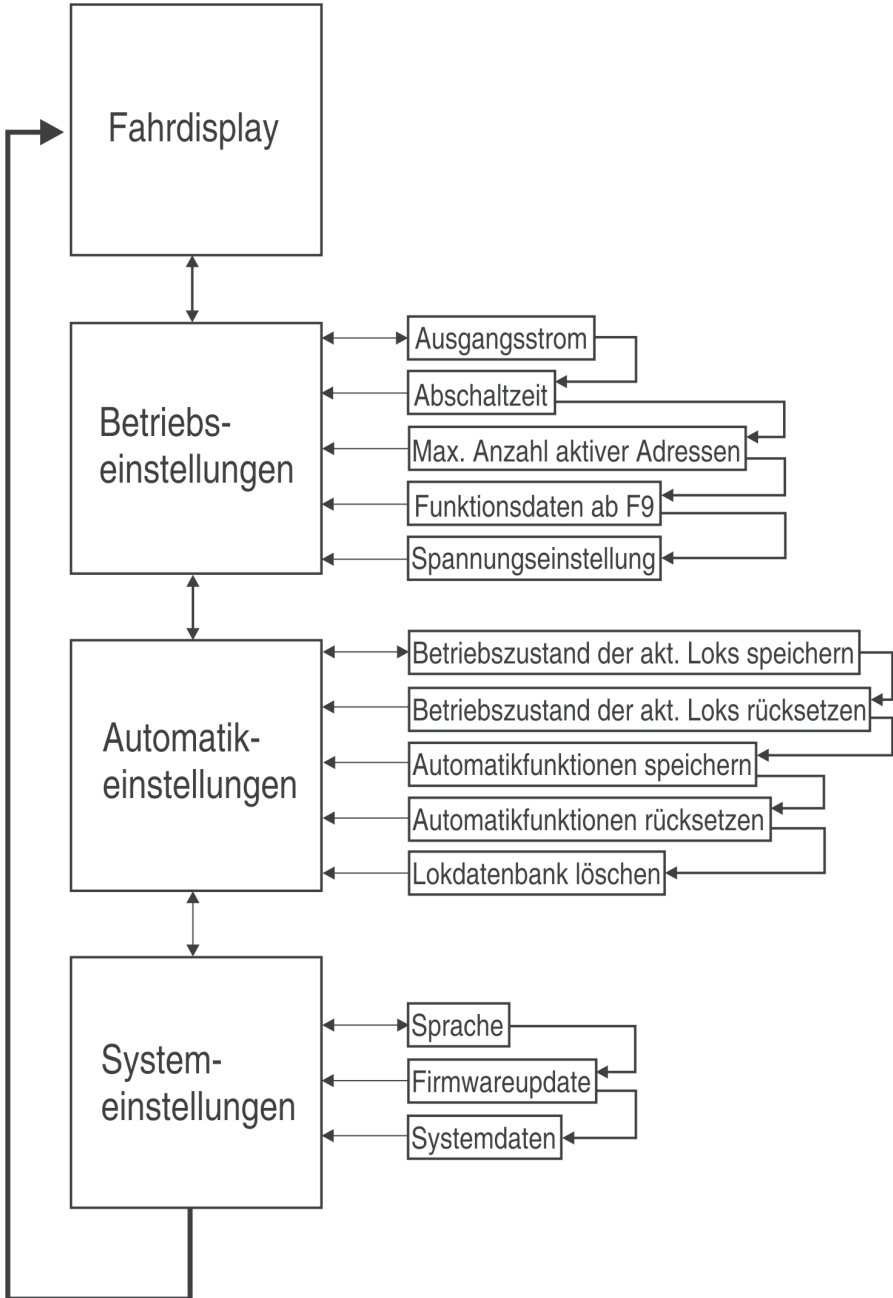 Fahrdisplay
Betriebs-
einstellungen
Ausgangsstrom
Abschaltzeit
Max. Anzahl aktiver Adressen
Funktionsdaten ab F9
Spannungseinstellung
Automatik-
einstellungen
Betriebszustand der akt. Loks speichern
Betriebszustand der akt. Loks rücksetzen
Automatikfunktionen speichern
Automatikfunktionen rücksetzen
Lokdatenbank löschen
System-
einstellungen
Sprache
Firmwareupdate
Systemdaten